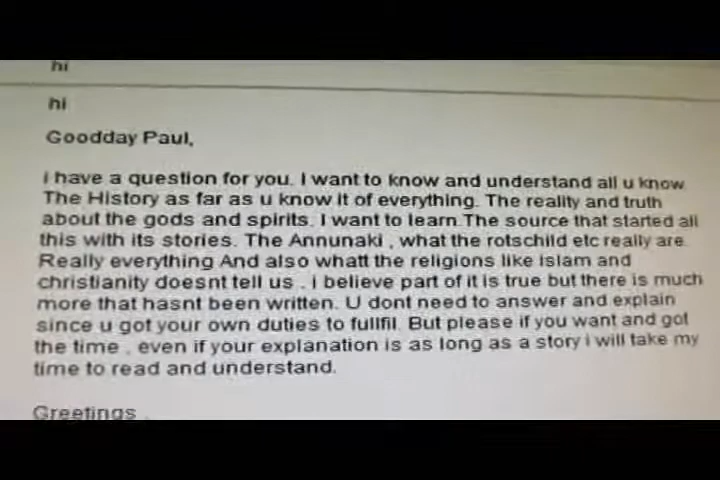 hi
hi
Goodday Paul,
I have a question for you. I want to know and understand all u know
The History as far as u know it of everything. The reality and truth
about the gods and spirits. I want to learn.The source that started all
this with its stories. The Annunaki , what the rotschild etc really are.
Really everything And also whatt the religions like islam and
christianity doesnt tell us . I believe part of it is true but there is much
more that hasnt been written. U dont need to answer and explain
since u got your own duties to fullfil. But please if you want and got
the time , even if your explanation is as long as a story i will take my
time to read and understand.
Greetings .